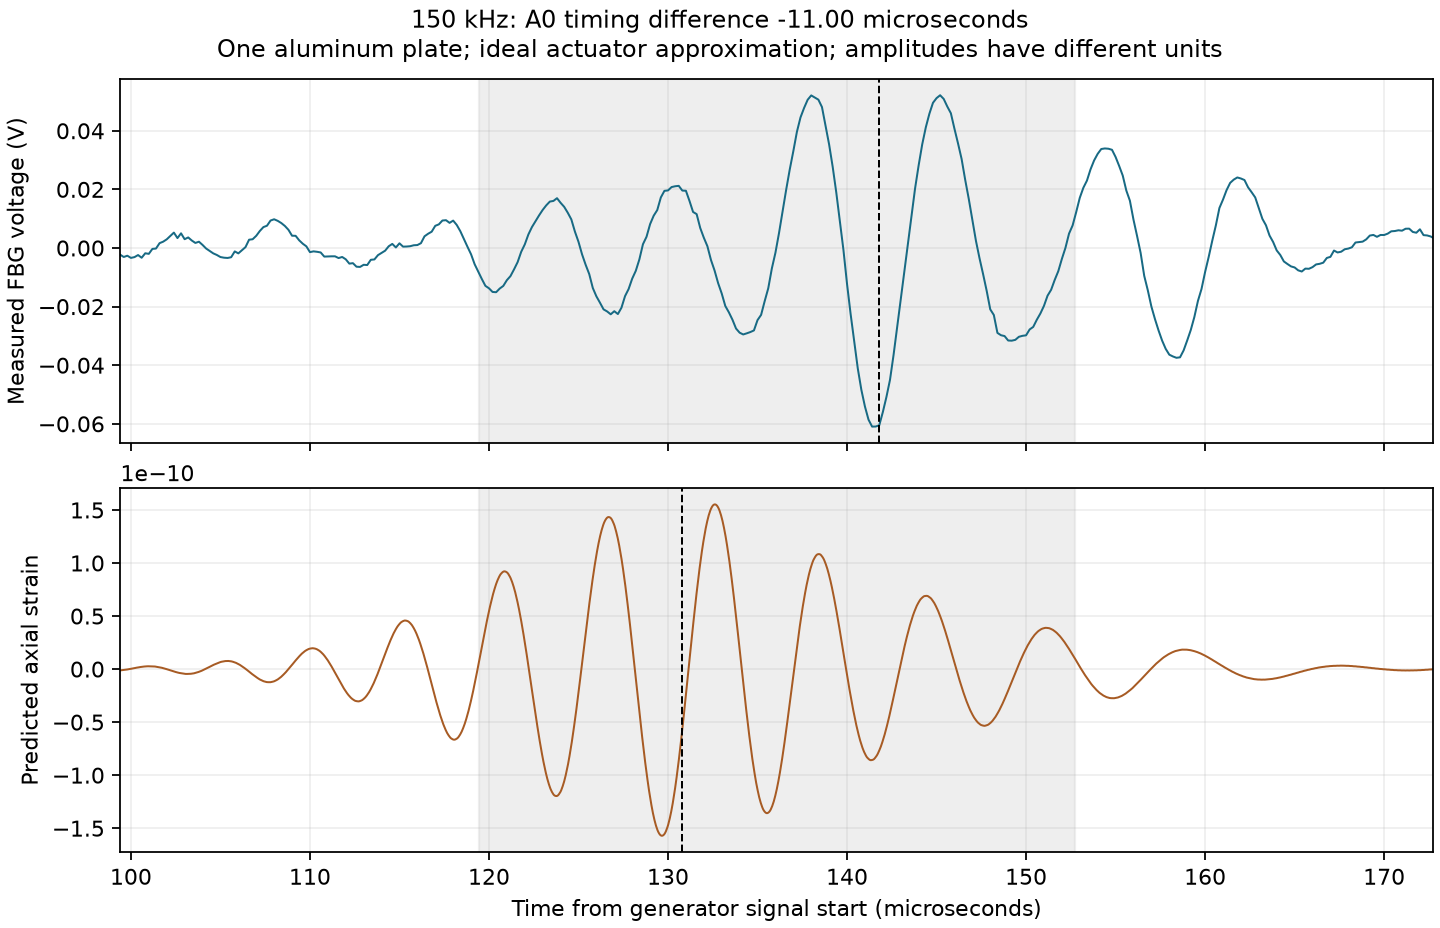 150 kHz: A0 timing difference -11.00 microseconds
One aluminum plate; ideal actuator approximation; amplitudes have different units
Measured FBG voltage (V)
0.04
0.02
0.00
−0.02
−0.04
−0.06
1e−10
Predicted axial strain
1.5
1.0
0.5
0.0
−0.5
−1.0
−1.5
100 110 120 130 140 150 160 170
Time from generator signal start (microseconds)